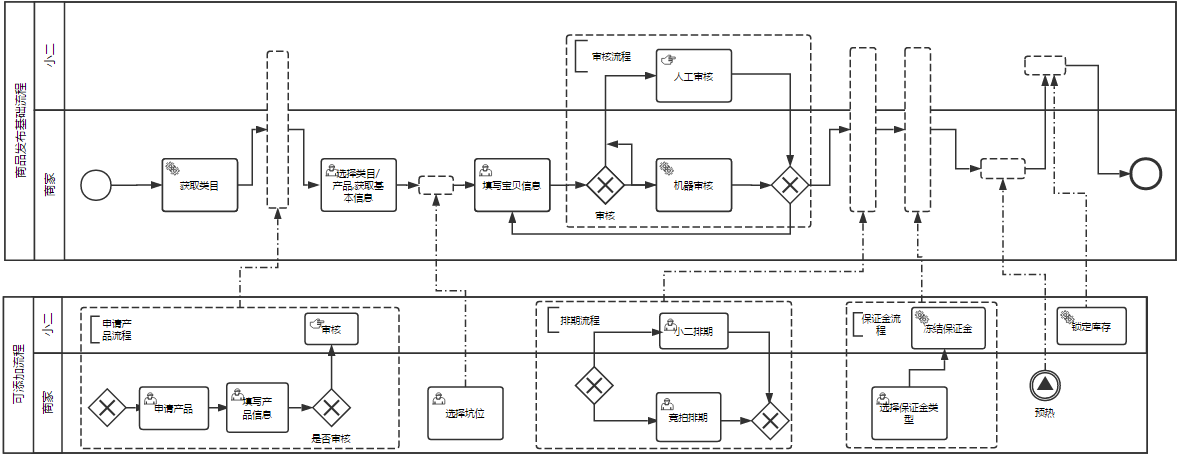 商品发布基础流程
小二
商家
审核流程
人工审核
获取类目
选择类目/
产品,获取基
本信息
填写宝贝信息
审核
机器审核
可添加流程
小二
商家
申请产
品流程
审核
申请产品
填写产
品信息
是否审核
选择坑位
排期流程
小二排期
竞拍排期
保证金流
程
冻结保证金
选择保证金类
型
锁定库存
预热